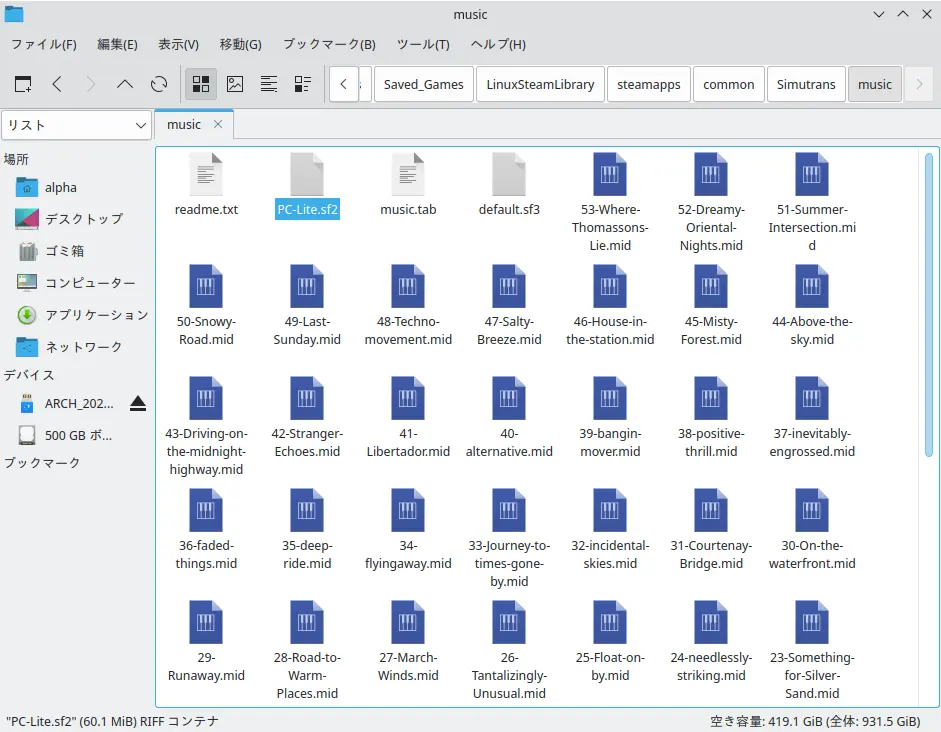 music
ファイル(F) 編集(E) 表示(V) 移動(G) ブックマーク(B) ツール(T) ヘルプ(H)
Saved_Games LinuxSteamLibrary steamapps common Simutrans music
リスト
music
場所
alpha
デスクトップ
ゴミ箱
コンピューター
アプリケーション
ネットワーク
デバイス
ARCH_202...
500 GB ボ...
ブックマーク
readme.txt
PC-Lite.sf2
music.tab
default.sf3
53-Where-
Thomassons-
Lie.mid
52-Dreamy-
Oriental-
Nights.mid
51-Summer-
Intersection.mi
d
50-Snowy-
Road.mid
49-Last-
Sunday.mid
48-Techno-
movement.mid
47-Salty-
Breeze.mid
46-House-in-
the-station.mid
45-Misty-
Forest.mid
44-Above-the-
sky.mid
43-Driving-on-
the-midnight-
highway.mid
42-Stranger-
Echoes.mid
41-
Libertador.mid
40-
alternative.mid
39-bangin-
mover.mid
38-positive-
thrill.mid
37-inevitably-
engrossed.mid
36-faded-
things.mid
35-deep-
ride.mid
34-
flyingaway.mid
33-Journey-to-
times-gone-
by.mid
32-incidental-
skies.mid
31-Courtenay-
Bridge.mid
30-On-the-
waterfront.mid
29-
Runaway.mid
28-Road-to-
Warm-
Places.mid
27-March-
Winds.mid
26-
Tantalizingly-
Unusual.mid
25-Float-on-
by.mid
24-needlessly-
striking.mid
23-Something-
for-Silver-
Sand.mid
"PC-Lite.sf2" (60.1 MiB) RIFF コンテナ
空き容量: 419.1 GiB (全体: 931.5 GiB)